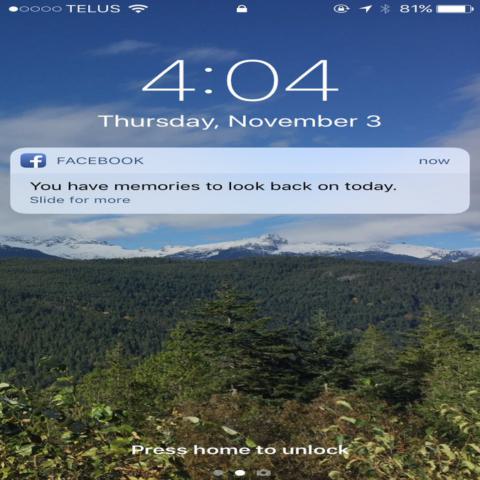 TELUS 81%
4:04
Thursday, November 3
FACEBOOK now
You have memories to look back on today.
Slide for more
Press home to unlock